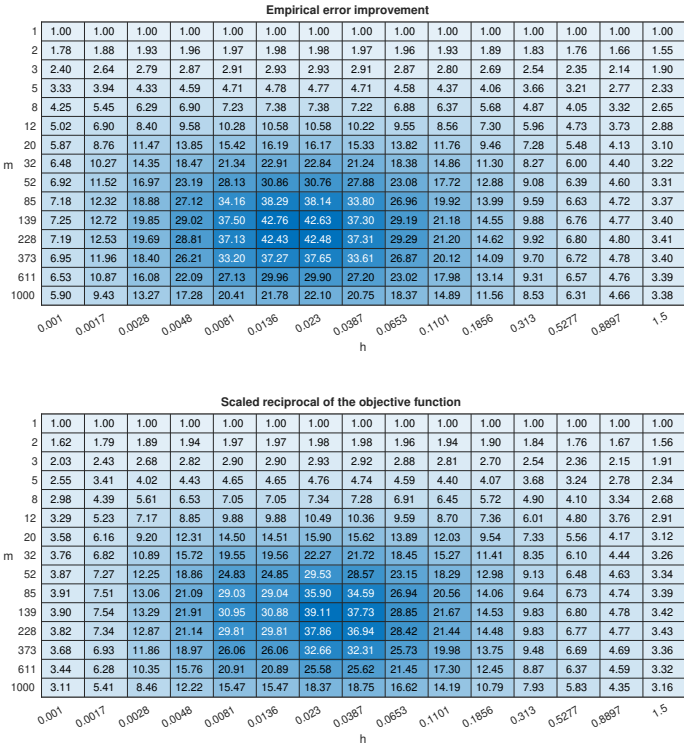 Empirical error improvement
1 1.00 1.00 1.00 1.00 1.00 1.00 1.00 1.00 1.00 1.00 1.00 1.00 1.00 1.00 1.00
2 1.78 1.88 1.93 1.96 1.97 1.98 1.98 1.97 1.96 1.93 1.89 1.83 1.76 1.66 1.55
3 2.40 2.64 2.79 2.87 2.91 2.93 2.93 2.91 2.87 2.80 2.69 2.54 2.35 2.14 1.90
5 3.33 3.94 4.33 4.59 4.71 4.78 4.77 4.71 4.58 4.37 4.06 3.66 3.21 2.77 2.33
8 4.25 5.45 6.29 6.90 7.23 7.38 7.38 7.22 6.88 6.37 5.68 4.87 4.05 3.32 2.65
12 5.02 6.90 8.40 9.58 10.28 10.58 10.58 10.22 9.55 8.56 7.30 5.96 4.73 3.73 2.88
20 5.87 8.76 11.47 13.85 15.42 16.19 16.17 15.33 13.82 11.76 9.46 7.28 5.48 4.13 3.10
m 32 6.48 10.27 14.35 18.47 21.34 22.91 22.84 21.24 18.38 14.86 11.30 8.27 6.00 4.40 3.22
52 6.92 11.52 16.97 23.19 28.13 30.86 30.76 27.88 23.08 17.72 12.88 9.08 6.39 4.60 3.31
85 7.18 12.32 18.88 27.12 34.16 38.29 38.14 33.80 26.96 19.92 13.99 9.59 6.63 4.72 3.37
139 7.25 12.72 19.85 29.02 37.50 42.76 42.63 37.30 29.19 21.18 14.55 9.88 6.76 4.77 3.40
228 7.19 12.53 19.69 28.81 37.13 42.43 42.48 37.31 29.29 21.20 14.62 9.92 6.80 4.80 3.41
373 6.95 11.96 18.40 26.21 33.20 37.27 37.65 33.61 26.87 20.12 14.09 9.70 6.72 4.78 3.40
611 6.53 10.87 16.08 22.09 27.13 29.96 29.90 27.20 23.02 17.98 13.14 9.31 6.57 4.76 3.39
1000 5.90 9.43 13.27 17.28 20.41 21.78 22.10 20.75 18.37 14.89 11.56 8.53 6.31 4.66 3.38
0.001 0.0017 0.0028 0.0048 0.0081 0.0136 0.023 0.0387 0.0653 0.1101 0.1856 0.313 0.5277 0.8897 1.5
h
Scaled reciprocal of the objective function
1 1.00 1.00 1.00 1.00 1.00 1.00 1.00 1.00 1.00 1.00 1.00 1.00 1.00 1.00 1.00
2 1.62 1.79 1.89 1.94 1.97 1.97 1.98 1.98 1.96 1.94 1.90 1.84 1.76 1.67 1.56
3 2.03 2.43 2.68 2.82 2.90 2.90 2.93 2.92 2.88 2.81 2.70 2.54 2.36 2.15 1.91
5 2.55 3.41 4.02 4.43 4.65 4.65 4.76 4.74 4.59 4.40 4.07 3.68 3.24 2.78 2.34
8 2.98 4.39 5.61 6.53 7.05 7.05 7.34 7.28 6.91 6.45 5.72 4.90 4.10 3.34 2.68
12 3.29 5.23 7.17 8.85 9.88 9.88 10.49 10.36 9.59 8.70 7.36 6.01 4.80 3.76 2.91
20 3.58 6.16 9.20 12.31 14.50 14.51 15.90 15.62 13.89 12.03 9.54 7.33 5.56 4.17 3.12
m 32 3.76 6.82 10.89 15.72 19.55 19.56 22.27 21.72 18.45 15.27 11.41 8.35 6.10 4.44 3.26
52 3.87 7.27 12.25 18.86 24.83 24.85 29.53 28.57 23.15 18.29 12.98 9.13 6.48 4.63 3.34
85 3.91 7.51 13.06 21.09 29.03 29.04 35.90 34.59 26.94 20.56 14.06 9.64 6.73 4.74 3.39
139 3.90 7.54 13.29 21.91 30.95 30.88 39.11 37.73 28.85 21.67 14.53 9.83 6.80 4.78 3.42
228 3.82 7.34 12.87 21.14 29.81 29.81 37.86 36.94 28.42 21.44 14.48 9.83 6.77 4.77 3.43
373 3.68 6.93 11.86 18.97 26.06 26.06 32.66 32.31 25.73 19.98 13.75 9.48 6.69 4.69 3.36
611 3.44 6.28 10.35 15.76 20.91 20.89 25.58 25.62 21.45 17.30 12.45 8.87 6.37 4.59 3.32
1000 3.11 5.41 8.46 12.22 15.47 15.47 18.37 18.75 16.62 14.19 10.79 7.93 5.83 4.35 3.16
0.001 0.0017 0.0028 0.0048 0.0081 0.0136 0.023 0.0387 0.0653 0.1101 0.1856 0.313 0.5277 0.8897 1.5
h